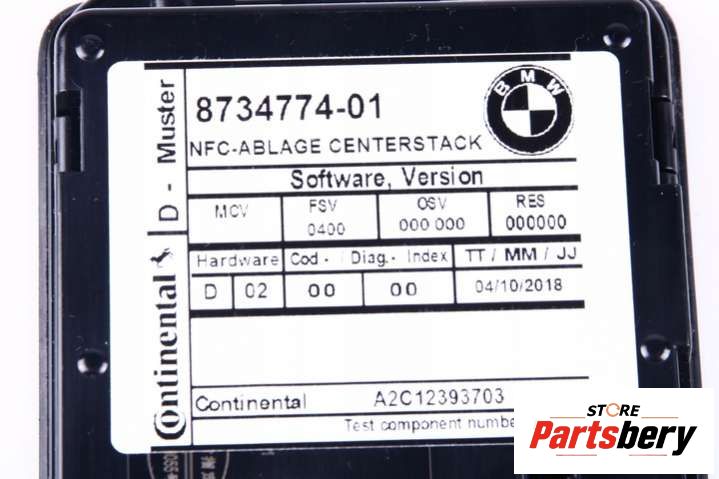 D - Muster
Continental
8734774-01
BMW
NFC-ABLAGE CENTERSTACK
Software, Version
MCV FSV OSV RES
0400 000 000 000000
Hardware Cod - / Diag. - Index TT / MM / JJ
D 02 00 00 04/10/2018
Continental A2C12393703
Test component numbe
STORE
Partsbery